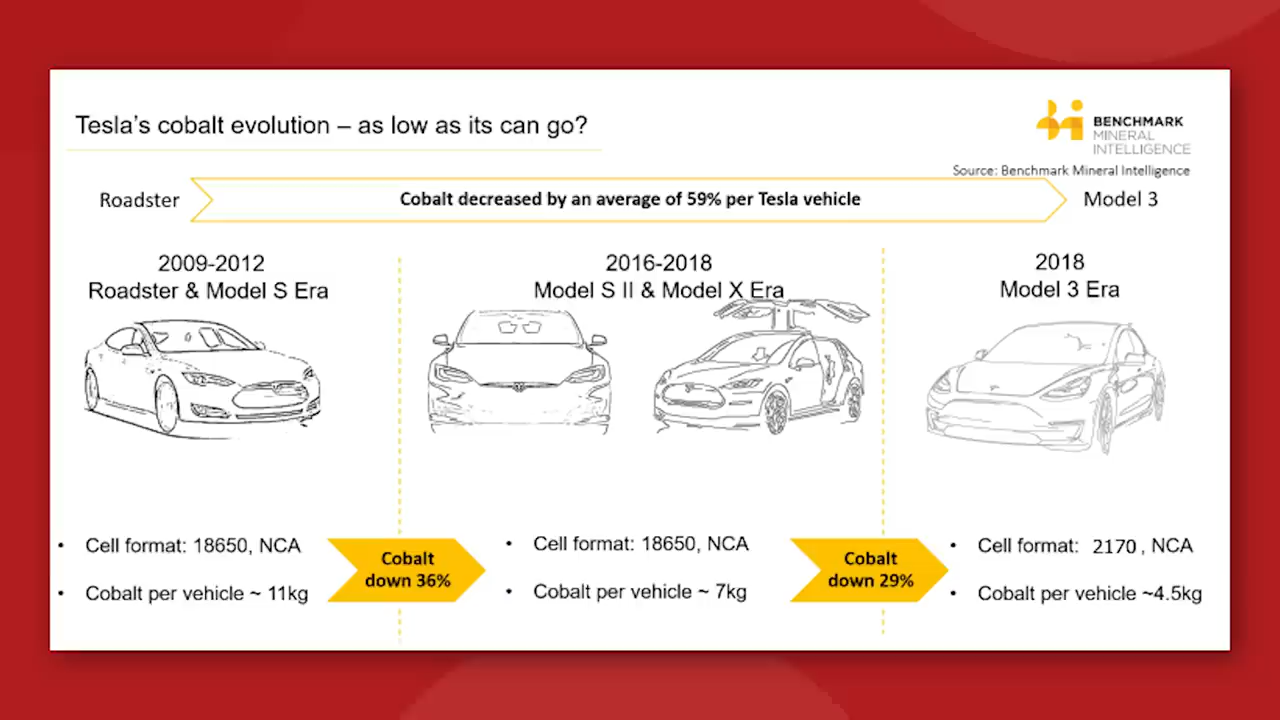 Tesla's cobalt evolution – as low as its can go?
BENCHMARK
MINERAL
INTELLIGENCE
Source: Benchmark Mineral Intelligence
Roadster
Cobalt decreased by an average of 59% per Tesla vehicle
Model 3
2009-2012
Roadster & Model S Era
2016-2018
Model S II & Model X Era
2018
Model 3 Era
• Cell format: 18650, NCA
• Cobalt per vehicle ~ 11kg
Cobalt
down 36%
• Cell format: 18650, NCA
• Cobalt per vehicle ~ 7kg
Cobalt
down 29%
• Cell format: 2170, NCA
• Cobalt per vehicle ~4.5kg